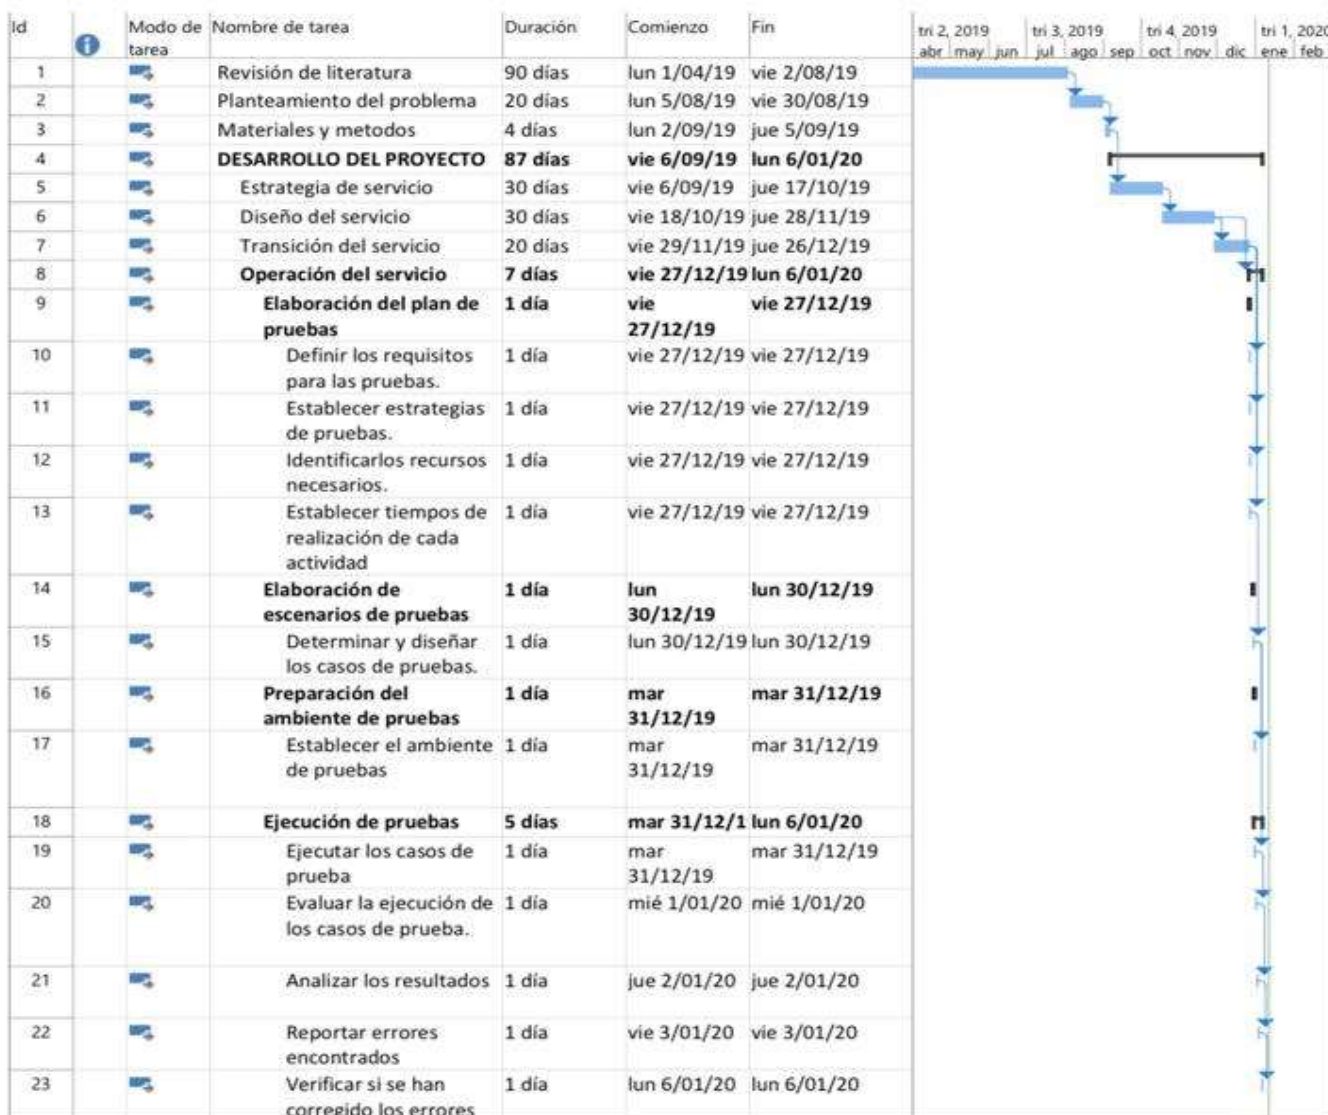 Id Modo de tarea Nombre de tarea Duración Comienzo Fin
tri 2, 2019 tri 3, 2019 tri 4, 2019 tri 1, 2020
abr may jun jul ago sep oct nov dic ene feb
1 Revisión de literatura 90 días lun 1/04/19 vie 2/08/19
2 Planteamiento del problema 20 días lun 5/08/19 vie 30/08/19
3 Materiales y metodos 4 días lun 2/09/19 jue 5/09/19
4 DESARROLLO DEL PROYECTO 87 días vie 6/09/19 lun 6/01/20
5 Estrategia de servicio 30 días vie 6/09/19 jue 17/10/19
6 Diseño del servicio 30 días vie 18/10/19 jue 28/11/19
7 Transición del servicio 20 días vie 29/11/19 jue 26/12/19
8 Operación del servicio 7 días vie 27/12/19 lun 6/01/20
9 Elaboración del plan de 1 día vie vie 27/12/19
pruebas 27/12/19
10 Definir los requisitos 1 día vie 27/12/19 vie 27/12/19
para las pruebas.
11 Establecer estrategias 1 día vie 27/12/19 vie 27/12/19
de pruebas.
12 Identificarlos recursos 1 día vie 27/12/19 vie 27/12/19
necesarios.
13 Establecer tiempos de 1 día vie 27/12/19 vie 27/12/19
realización de cada
actividad
14 Elaboración de 1 día lun lun 30/12/19
escenarios de pruebas 30/12/19
15 Determinar y diseñar 1 día lun 30/12/19 lun 30/12/19
los casos de pruebas.
16 Preparación del 1 día mar mar 31/12/19
ambiente de pruebas 31/12/19
17 Establecer el ambiente 1 día mar mar 31/12/19
de pruebas 31/12/19
18 Ejecución de pruebas 5 días mar 31/12/1 lun 6/01/20
19 Ejecutar los casos de 1 día mar mar 31/12/19
prueba 31/12/19
20 Evaluar la ejecución de 1 día mié 1/01/20 mié 1/01/20
los casos de prueba.
21 Analizar los resultados 1 día jue 2/01/20 jue 2/01/20
22 Reportar errores 1 día vie 3/01/20 vie 3/01/20
encontrados
23 Verificar si se han 1 día lun 6/01/20 lun 6/01/20
corregido los errores